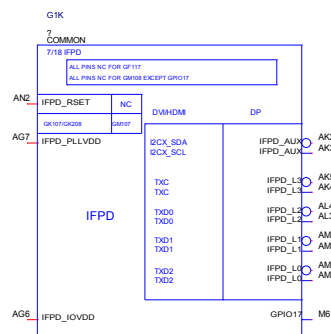 G1K
?
COMMON
7/18 IFPD
ALL PINS NC FOR GF117
ALL PINS NC FOR GM108 EXCEPT GPIO17
AN2 IFPD_RSET NC
GK107/GK208 GM107
DVI/HDMI DP
AG7 IFPD_PLLVDD
I2CX_SDA IFPD_AUX
I2CX_SCL IFPD_AUX
TXC IFPD_L3
TXC IFPD_L3
TXD0 IFPD_L2
TXD0 IFPD_L2
IFPD
TXD1 IFPD_L1
TXD1 IFPD_L1
TXD2 IFPD_L0
TXD2 IFPD_L0
AG6 IFPD_IOVDD GPIO17 M6